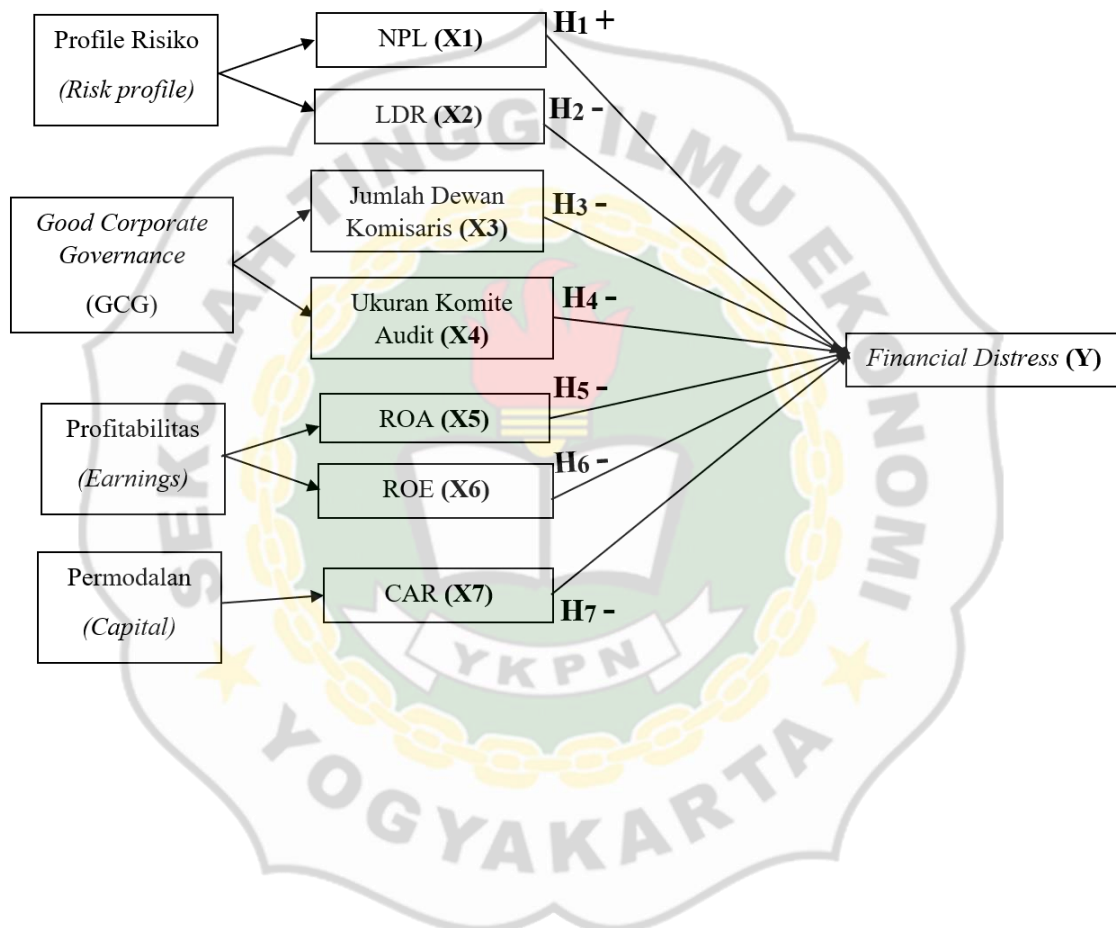 Profile Risiko
(Risk profile)
NPL (X1)
H1 +
LDR (X2)
H2 -
Good Corporate
Governance
(GCG)
Jumlah Dewan
Komisaris (X3)
H3 -
Ukuran Komite
Audit (X4)
H4 -
Profitabilitas
(Earnings)
ROA (X5)
H5 -
ROE (X6)
H6 -
Permodalan
(Capital)
CAR (X7)
H7 -
Financial Distress (Y)
SEKOLAH TINGGI ILMU EKONOMI
YKPN
YOGYAKARTA